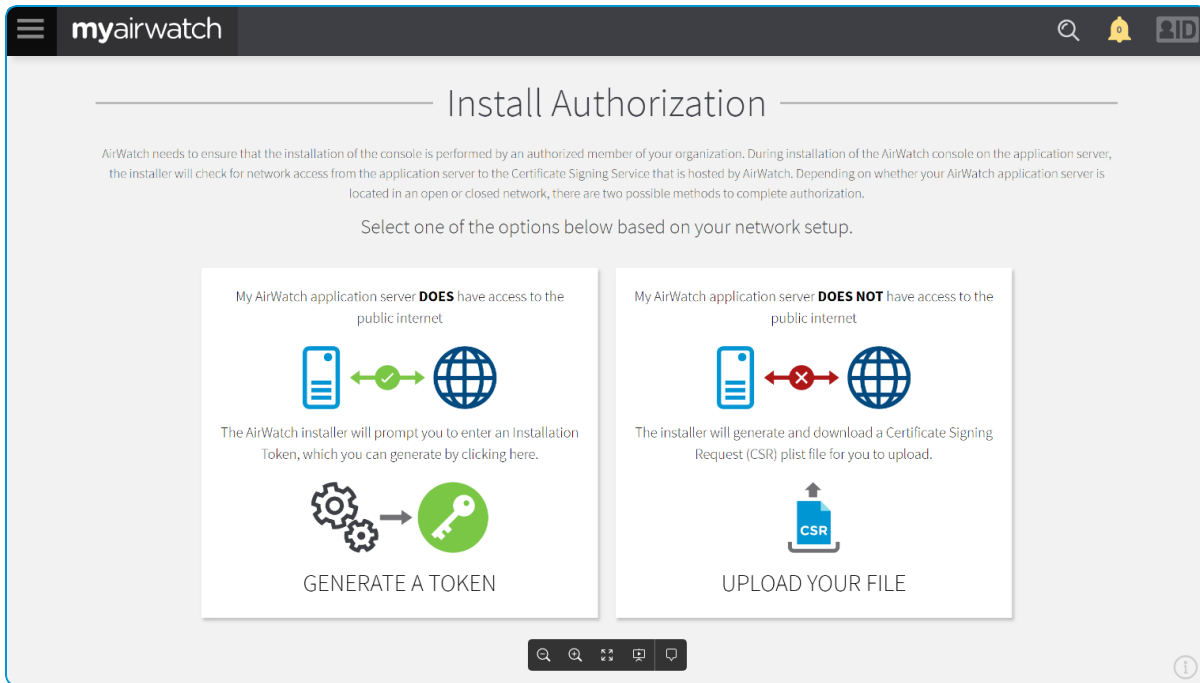 myairwatch
0
ID
Install Authorization
AirWatch needs to ensure that the installation of the console is performed by an authorized member of your organization. During installation of the AirWatch console on the application server,
the installer will check for network access from the application server to the Certificate Signing Service that is hosted by AirWatch. Depending on whether your AirWatch application server is
located in an open or closed network, there are two possible methods to complete authorization.
Select one of the options below based on your network setup.
My AirWatch application server DOES have access to the
public internet
The AirWatch installer will prompt you to enter an Installation
Token, which you can generate by clicking here.
GENERATE A TOKEN
My AirWatch application server DOES NOT have access to the
public internet
The installer will generate and download a Certificate Signing
Request (CSR) plist file for you to upload.
CSR
UPLOAD YOUR FILE